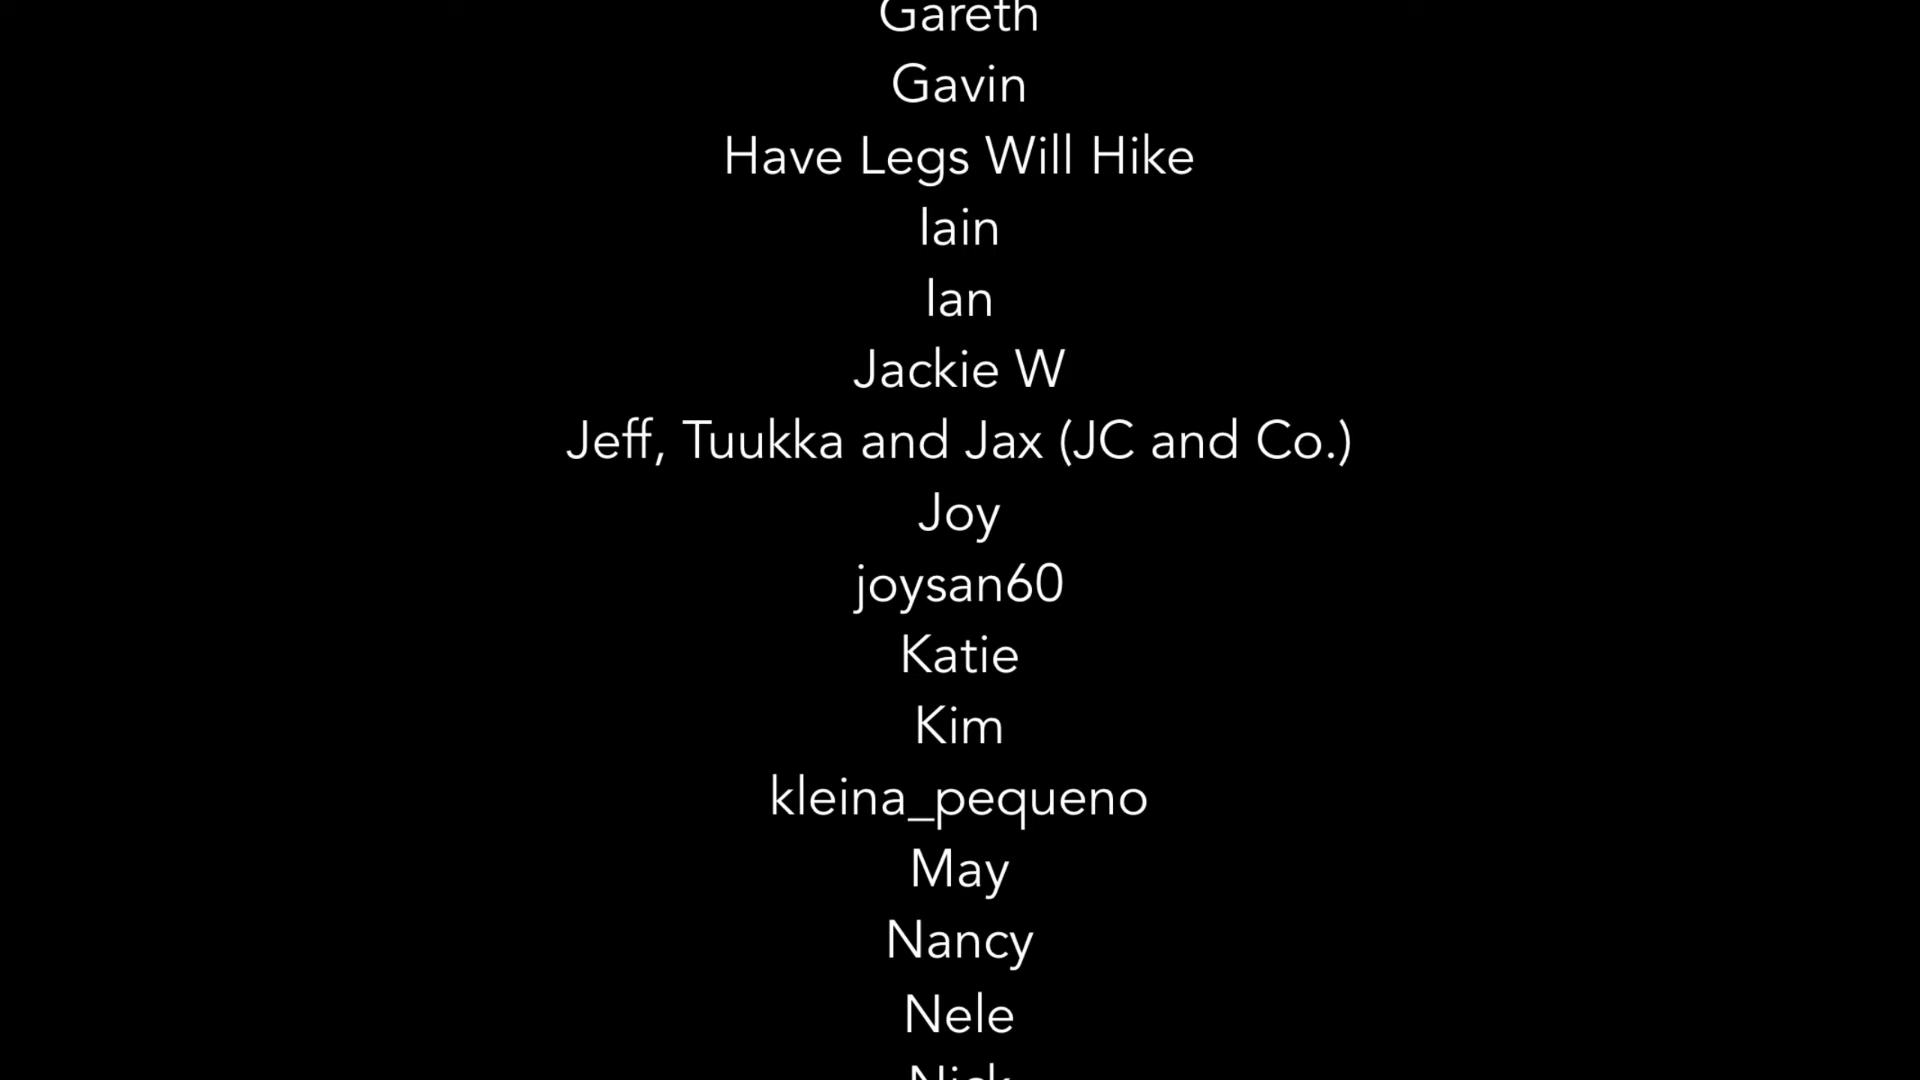 Gareth
Gavin
Have Legs Will Hike
Iain
Ian
Jackie W
Jeff, Tuukka and Jax (JC and Co.)
Joy
joysan60
Katie
Kim
kleina_pequeno
May
Nancy
Nele
Nick